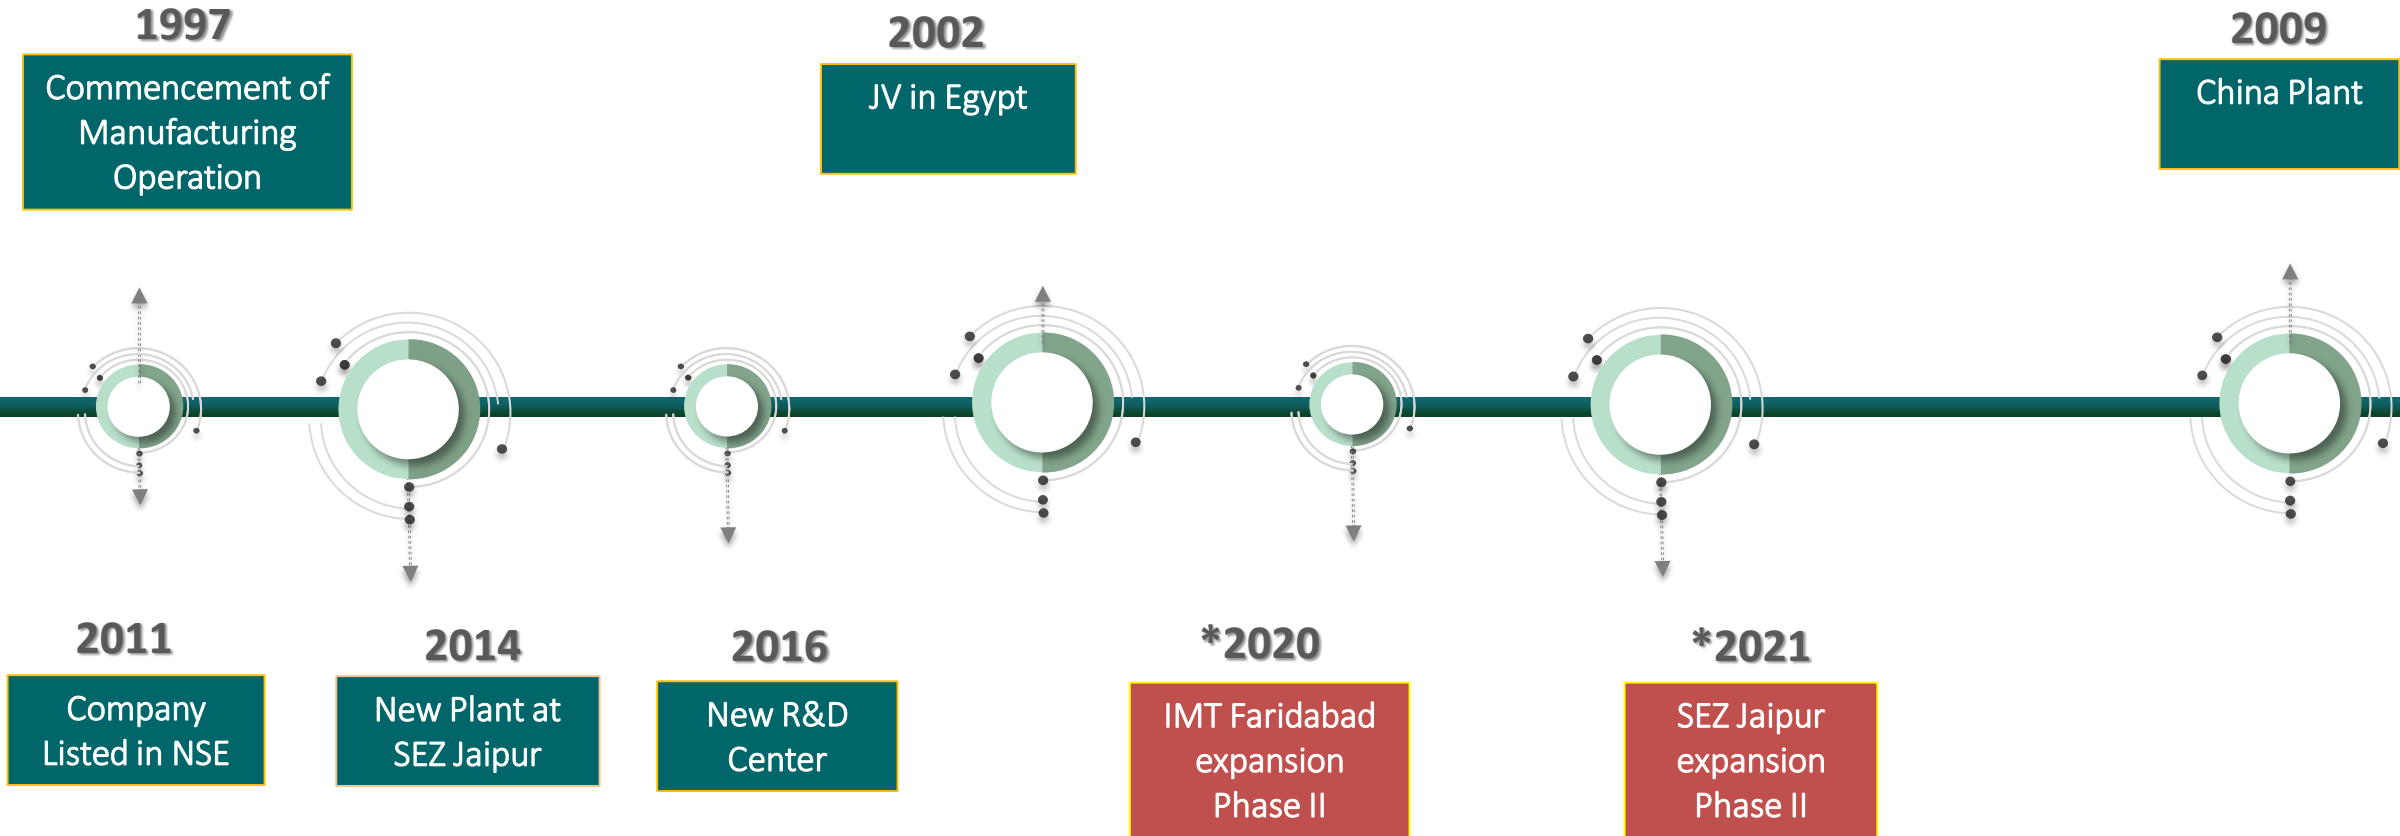 1997
Commencement of
Manufacturing
Operation
2002
JV in Egypt
2009
China Plant
2011
Company
Listed in NSE
2014
New Plant at
SEZ Jaipur
2016
New R&D
Center
*2020
IMT Faridabad
expansion
Phase II
*2021
SEZ Jaipur
expansion
Phase II